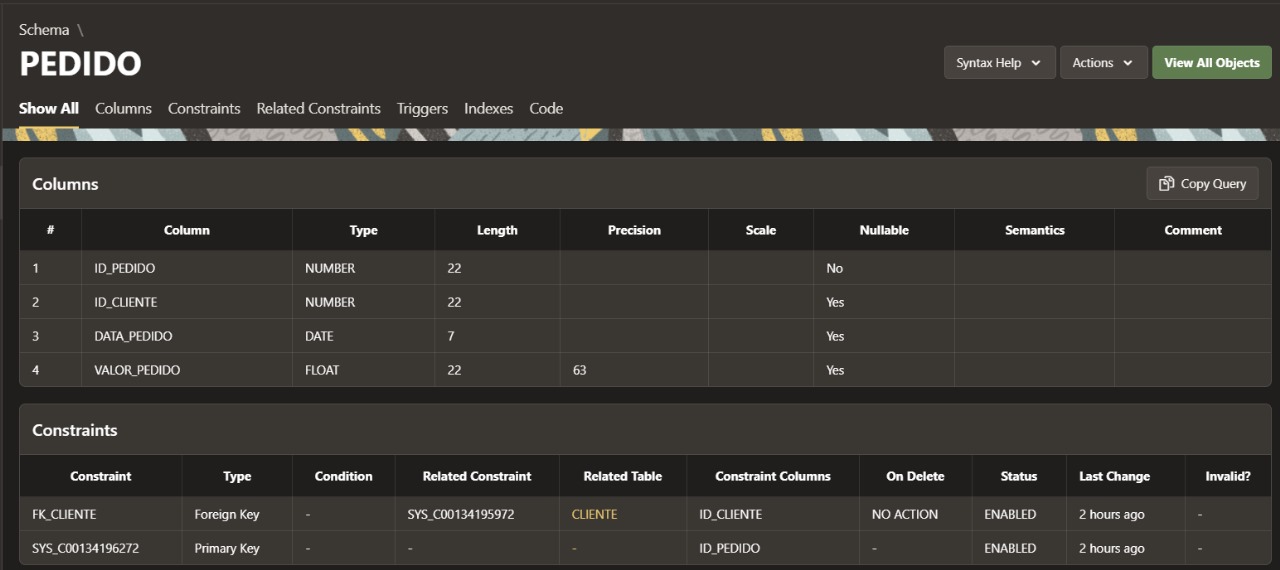 Schema \
PEDIDO
Syntax Help Actions View All Objects
Show All Columns Constraints Related Constraints Triggers Indexes Code
Columns Copy Query
# Column Type Length Precision Scale Nullable Semantics Comment
1 ID_PEDIDO NUMBER 22 No
2 ID_CLIENTE NUMBER 22 Yes
3 DATA_PEDIDO DATE 7 Yes
4 VALOR_PEDIDO FLOAT 22 63 Yes
Constraints
Constraint Type Condition Related Constraint Related Table Constraint Columns On Delete Status Last Change Invalid?
FK_CLIENTE Foreign Key - SYS_C00134195972 CLIENTE ID_CLIENTE NO ACTION ENABLED 2 hours ago -
SYS_C00134196272 Primary Key - - - ID_PEDIDO - ENABLED 2 hours ago -